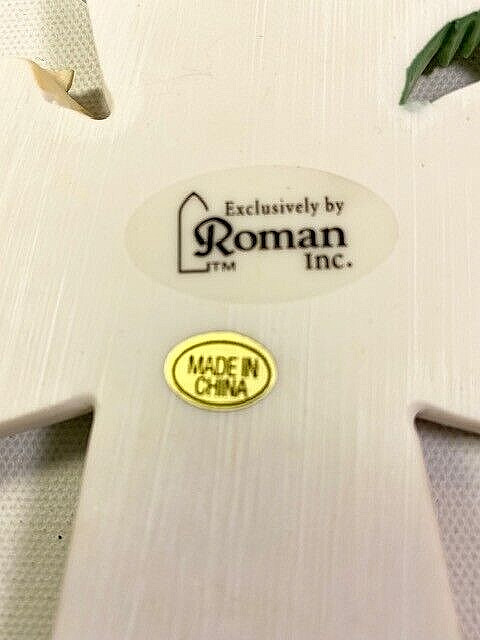 Exclusively by
Roman
Inc.
TM
MADE IN
CHINA